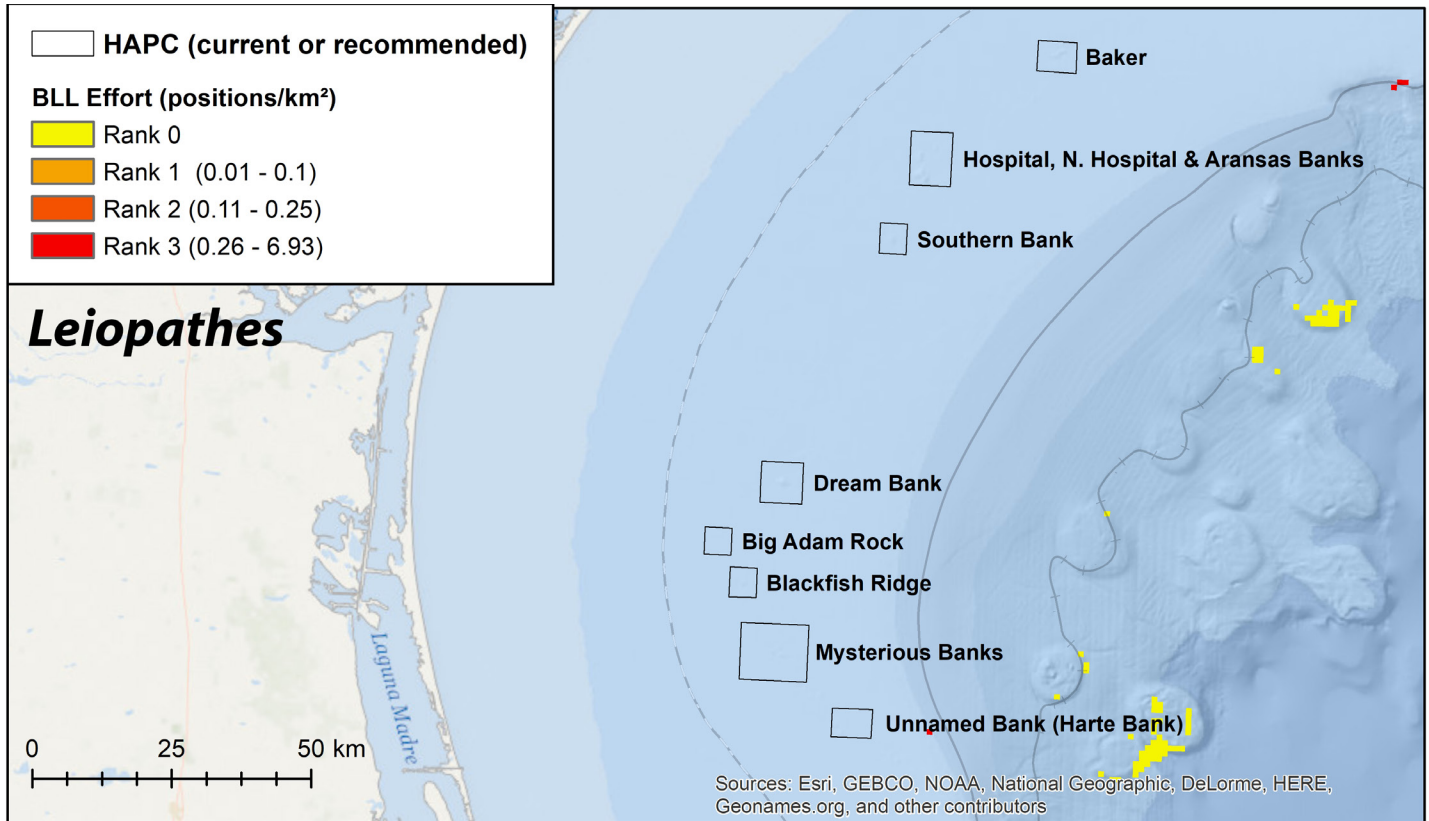 HAPC (current or recommended)
BLL Effort (positions/km²)
Rank 0
Rank 1 (0.01 - 0.1)
Rank 2 (0.11 - 0.25)
Rank 3 (0.26 - 6.93)
Leiopathes
Baker
Hospital, N. Hospital & Aransas Banks
Southern Bank
Dream Bank
Big Adam Rock
Blackfish Ridge
Mysterious Banks
Unnamed Bank (Harte Bank)
Laguna Madre
0 25 50 km
Sources: Esri, GEBCO, NOAA, National Geographic, DeLorme, HERE,
Geonames.org, and other contributors